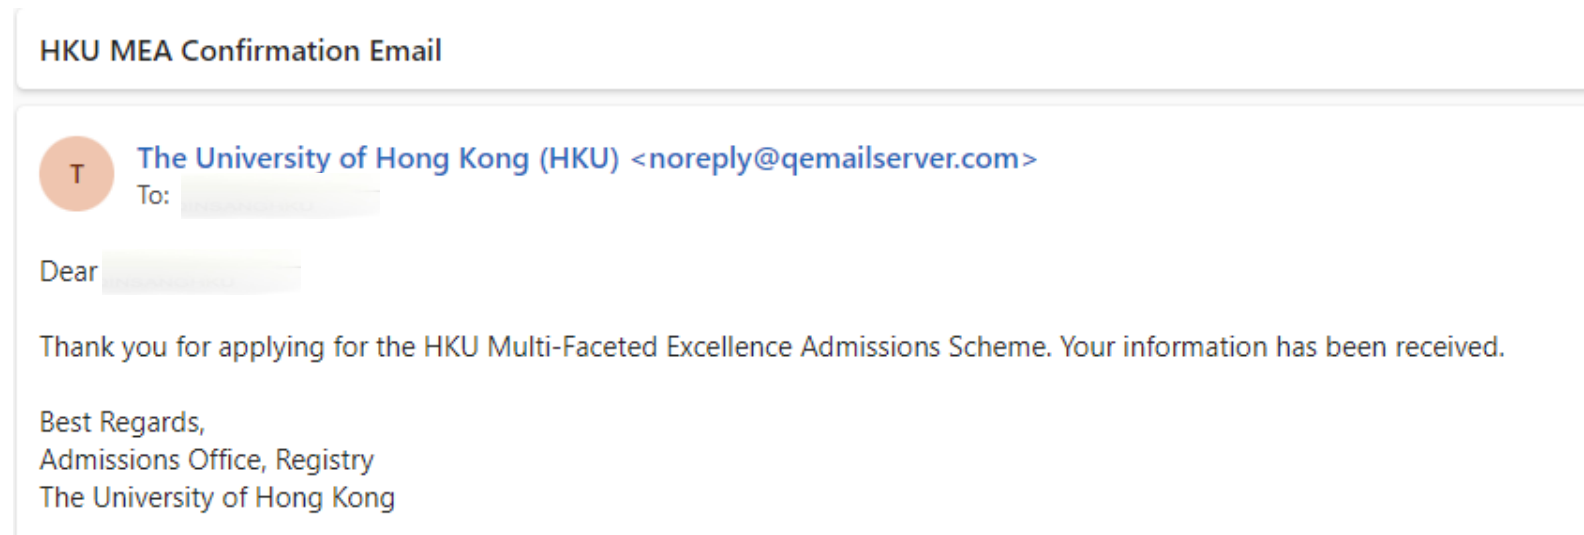 HKU MEA Confirmation Email
T
The University of Hong Kong (HKU) <noreply@qemailserver.com>
To:
Dear
Thank you for applying for the HKU Multi-Faceted Excellence Admissions Scheme. Your information has been received.
Best Regards,
Admissions Office, Registry
The University of Hong Kong